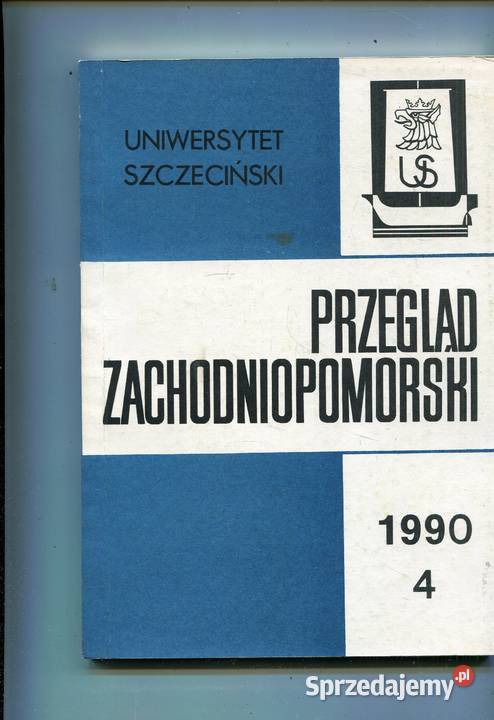 UNIWERSYTET
SZCZECIŃSKI
US
PRZEGLĄD
ZACHODNIOPOMORSKI
1990
4
Sprzedajemy.pl